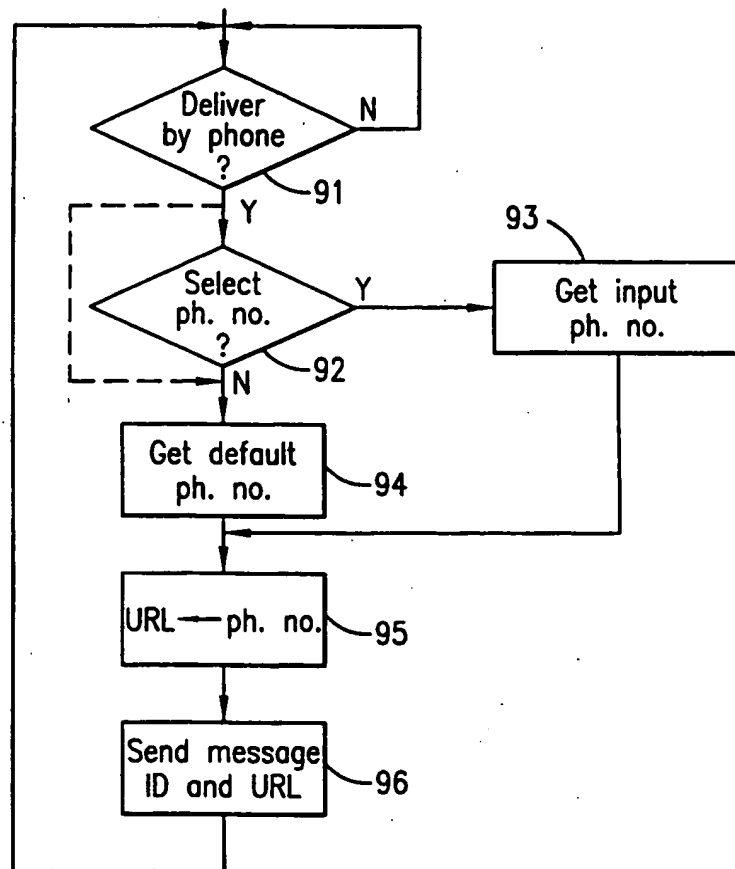 Deliver
by phone
?
N
91
Y
93
Select
ph. no.
?
Y
Get input
ph. no.
92
N
Get default
ph. no.
94
URL ← ph. no.
95
Send message
ID and URL
96